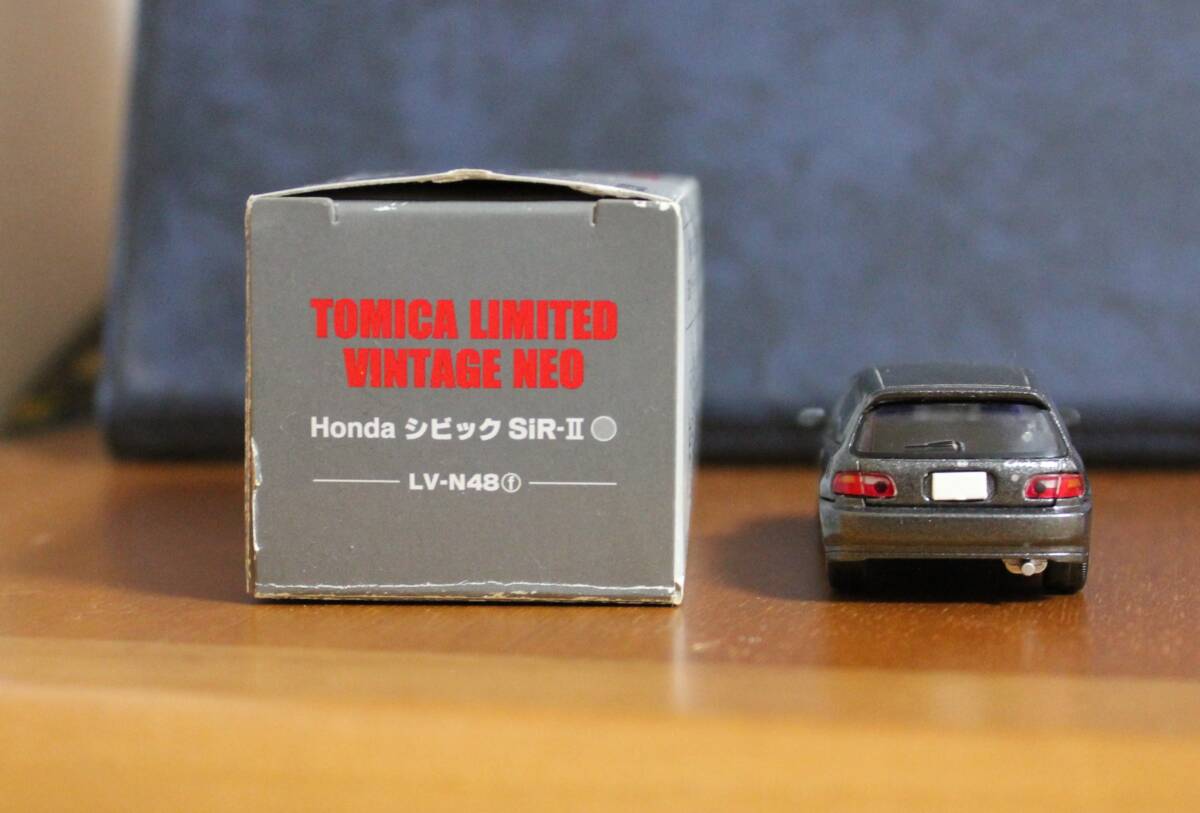 TOMICA LIMITED
VINTAGE NEO
Honda シビック SiR-Ⅱ
LV-N48ⓕ